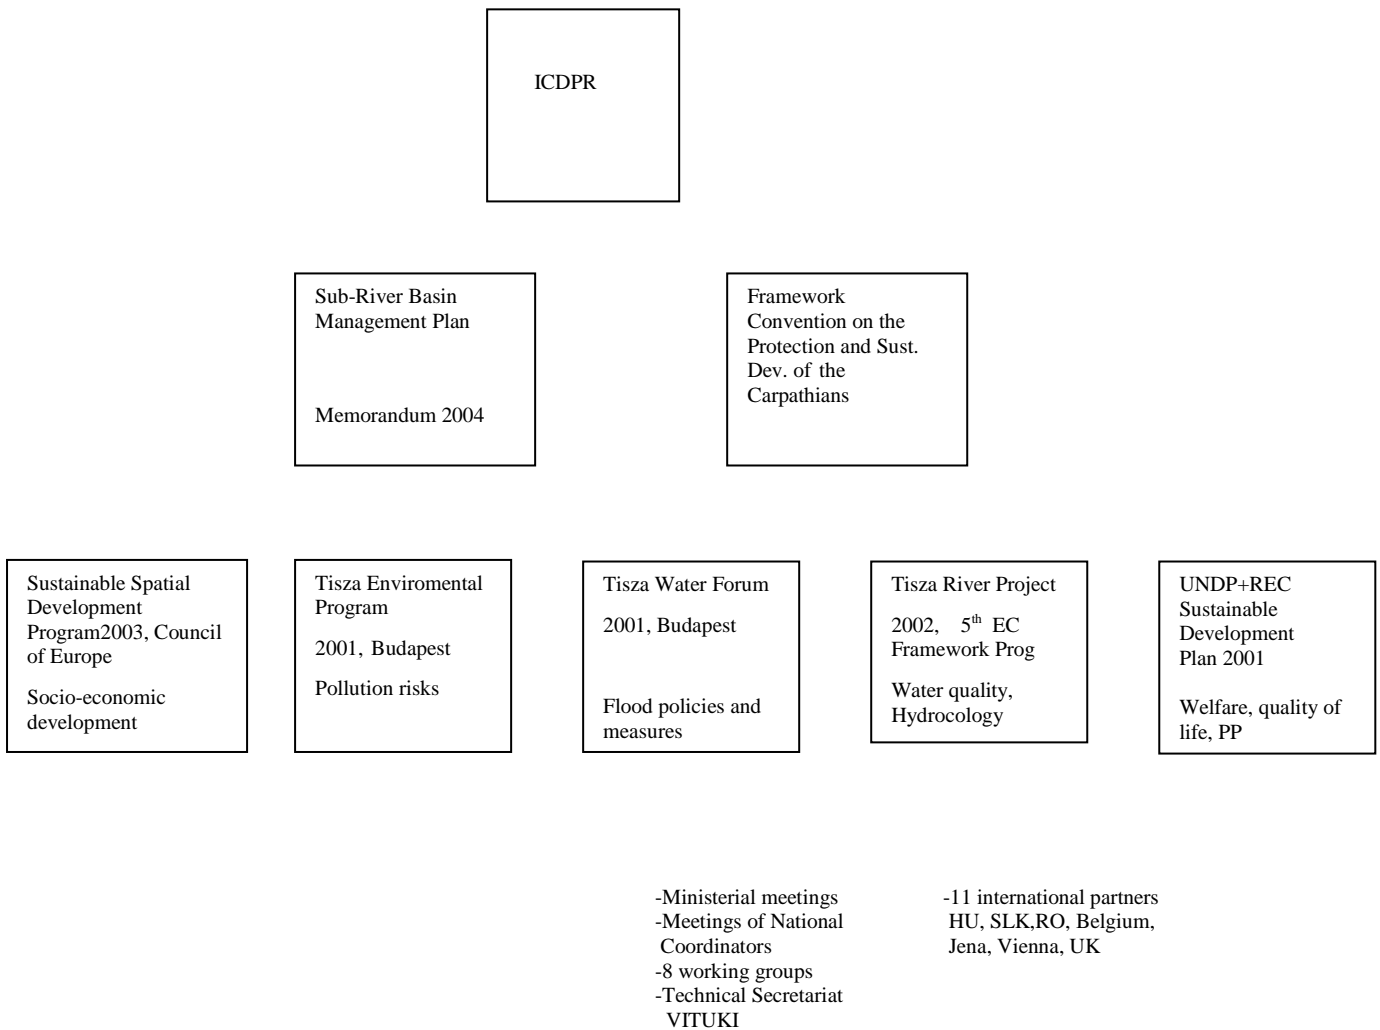 ICDPR
Sub-River Basin
Management Plan
Memorandum 2004
Framework
Convention on the
Protection and Sust.
Dev. of the
Carpathians
Sustainable Spatial
Development
Program2003, Council
of Europe
Socio-economic
development
Tisza Enviromental
Program
2001, Budapest
Pollution risks
Tisza Water Forum
2001, Budapest
Flood policies and
measures
Tisza River Project
2002, 5th EC
Framework Prog
Water quality,
Hydrocology
UNDP+REC
Sustainable
Development
Plan 2001
Welfare, quality of
life, PP
-Ministerial meetings
-Meetings of National
Coordinators
-8 working groups
-Technical Secretariat
VITUKI
-11 international partners
HU, SLK,RO, Belgium,
Jena, Vienna, UK